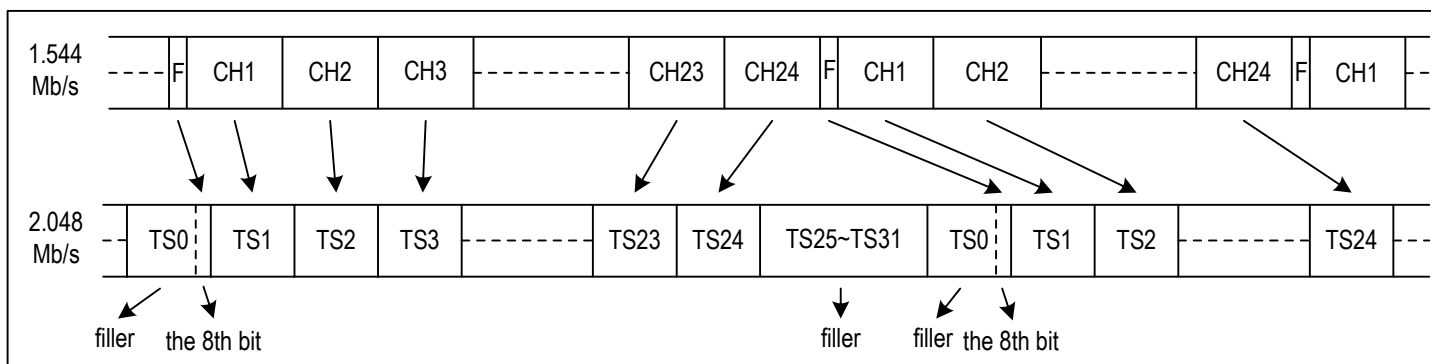 1.544
Mb/s
F CH1 CH2 CH3 CH23 CH24 F CH1 CH2 CH24 F CH1
2.048
Mb/s
TS0 TS1 TS2 TS3 TS23 TS24 TS25~TS31 TS0 TS1 TS2 TS24
filler the 8th bit filler filler the 8th bit